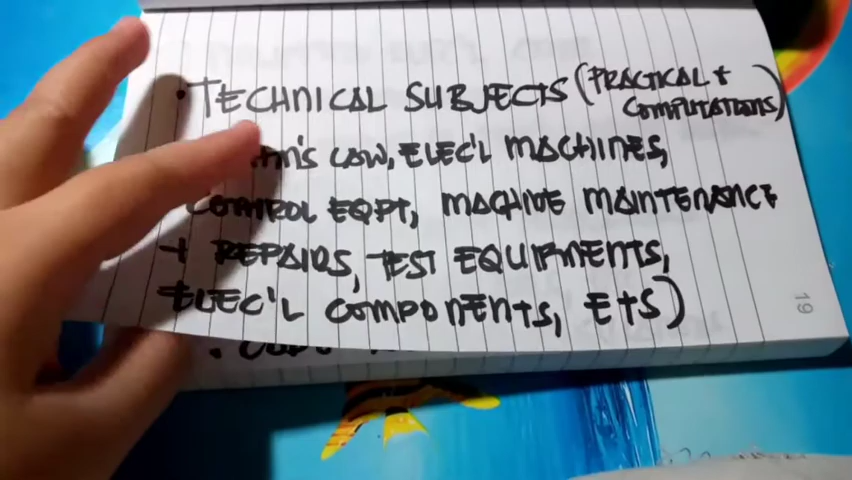 • TECHNICAL SUBJECTS (PRACTICAL +
COMPUTATIONS)
LAW, ELEC'L MACHINES,
CONTROL EQPT, MACHINE MAINTENANCE
+ REPAIRS, TEST EQUIPMENTS,
ELEC'L COMPONENTS, ETS)
19